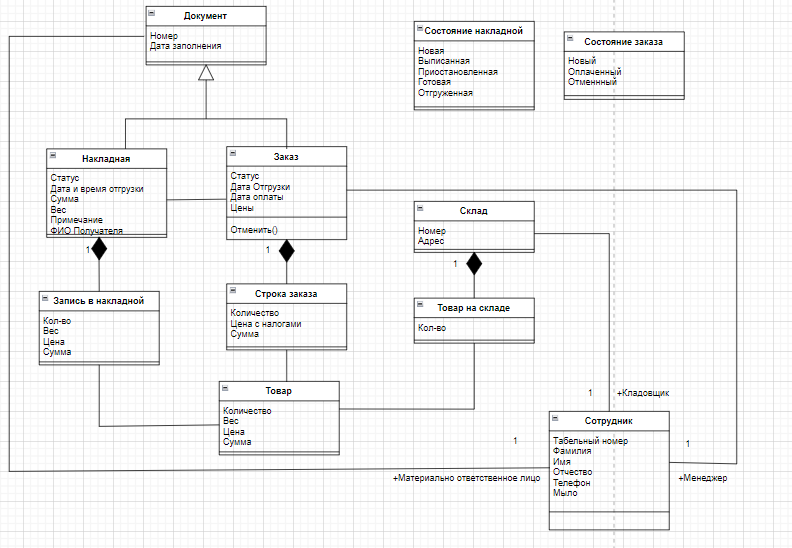 Документ
Номер
Дата заполнения
Состояние накладной
Новая
Выписанная
Приостановленная
Готовая
Отгруженная
Состояние заказа
Новый
Оплаченный
Отменнный
Накладная
Статус
Дата и время отгрузки
Сумма
Вес
Примечание
ФИО Получателя
Заказ
Статус
Дата Отгрузки
Дата оплаты
Цены
Отменить()
Склад
Номер
Адрес
1
1
1
Запись в накладной
Кол-во
Вес
Цена
Сумма
Строка заказа
Количество
Цена с налогами
Сумма
Товар на складе
Кол-во
Товар
Количество
Вес
Цена
Сумма
1
+Кладовщик
Сотрудник
Табельный номер
Фамилия
Имя
Отчество
Телефон
Мыло
1
+Материально ответственное лицо
1
+Менеджер